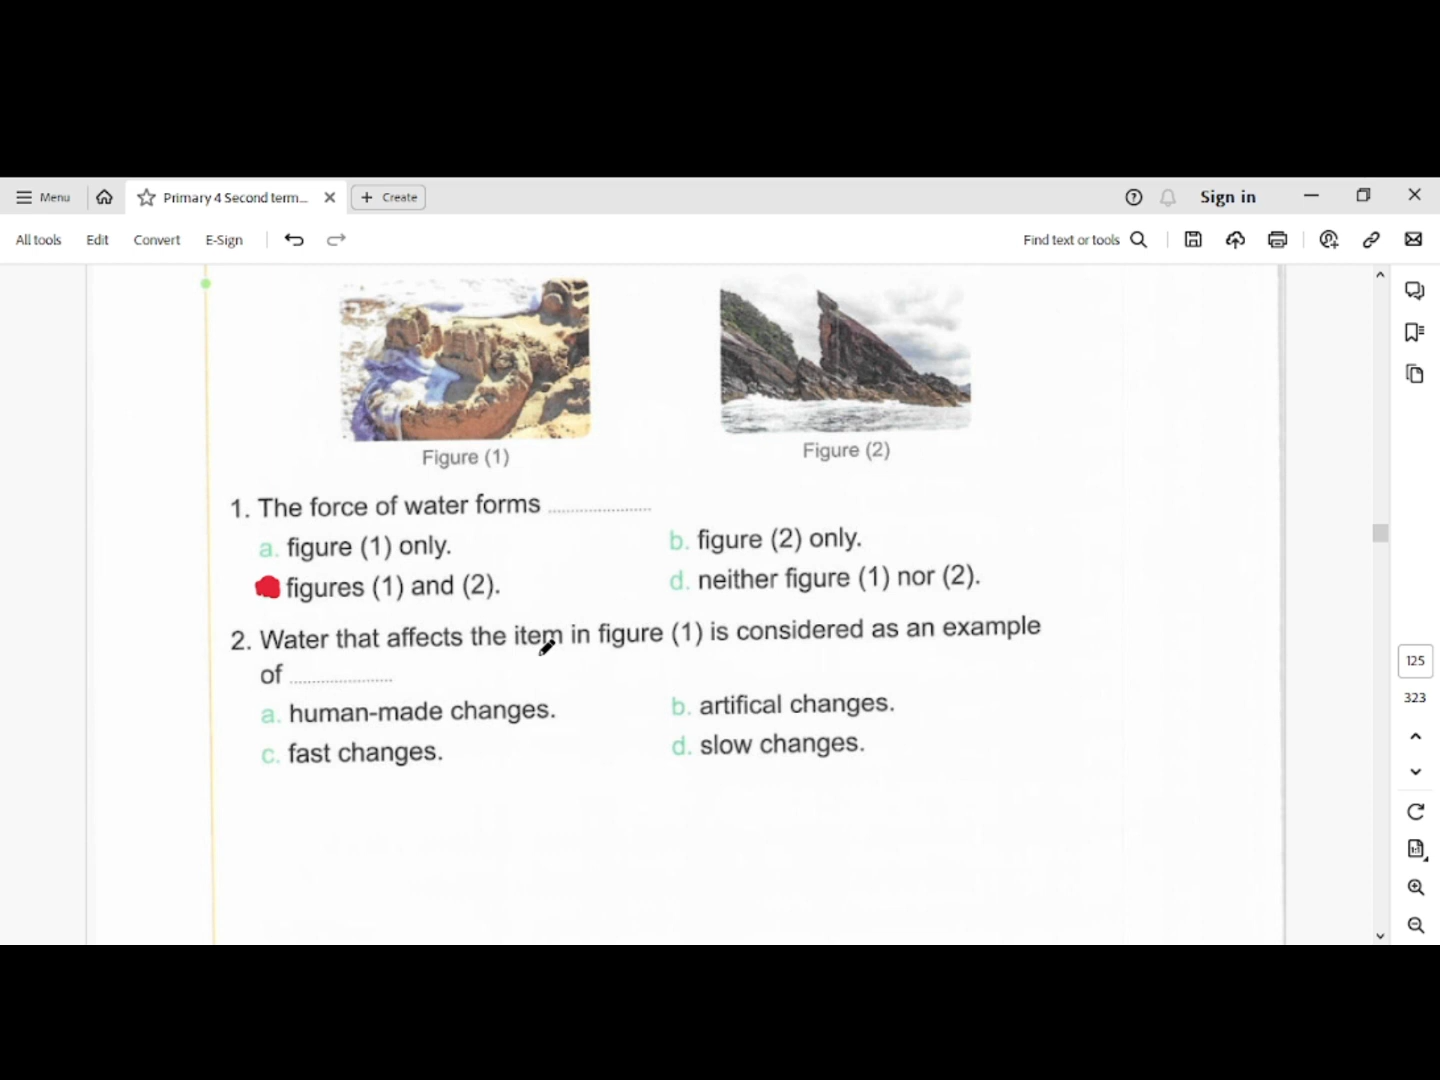 Menu
Primary 4 Second term...
Create
Sign in
All tools
Edit
Convert
E-Sign
Find text or tools
Figure (1)
Figure (2)
1. The force of water forms ....................
a. figure (1) only.
b. figure (2) only.
figures (1) and (2).
d. neither figure (1) nor (2).
2. Water that affects the item in figure (1) is considered as an example
of ....................
a. human-made changes.
b. artifical changes.
c. fast changes.
d. slow changes.
125
323